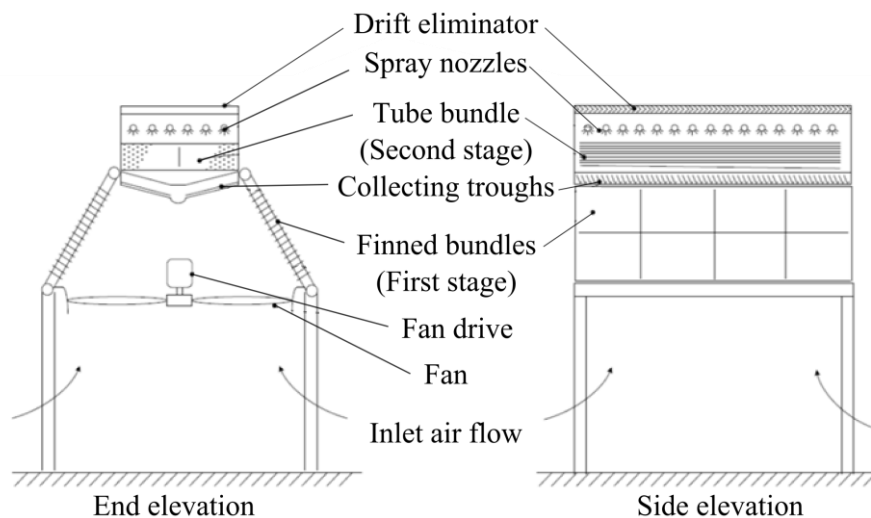 Drift eliminator
Spray nozzles
Tube bundle
(Second stage)
Collecting troughs
Finned bundles
(First stage)
Fan drive
Fan
Inlet air flow
End elevation
Side elevation